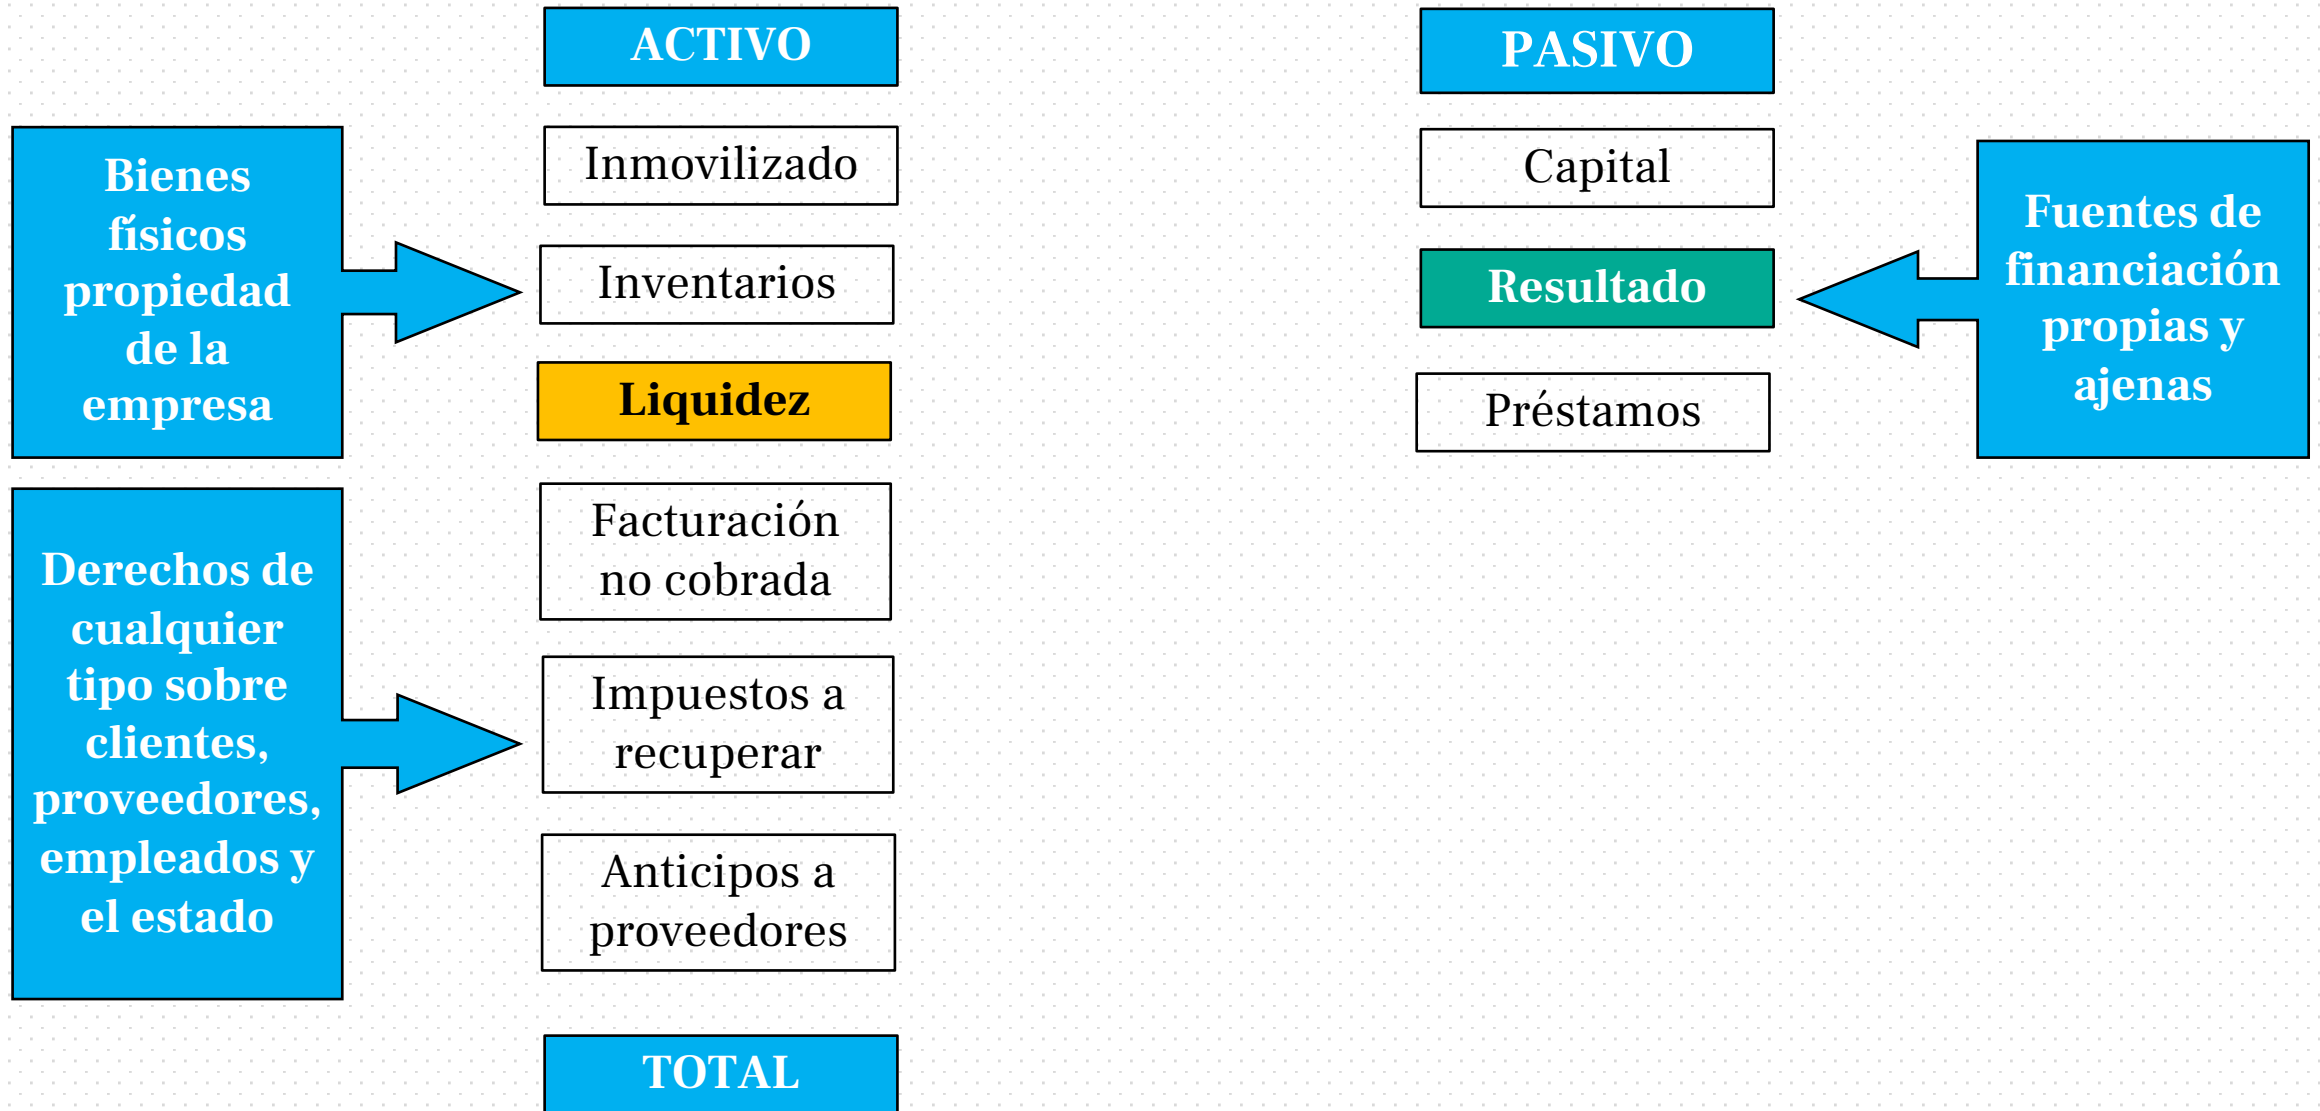 ACTIVO
PASIVO
Bienes
físicos
propiedad
de la
empresa
Inmovilizado
Inventarios
Liquidez
Capital
Resultado
Préstamos
Fuentes de
financiación
propias y
ajenas
Derechos de
cualquier
tipo sobre
clientes,
proveedores,
empleados y
el estado
Facturación
no cobrada
Impuestos a
recuperar
Anticipos a
proveedores
TOTAL